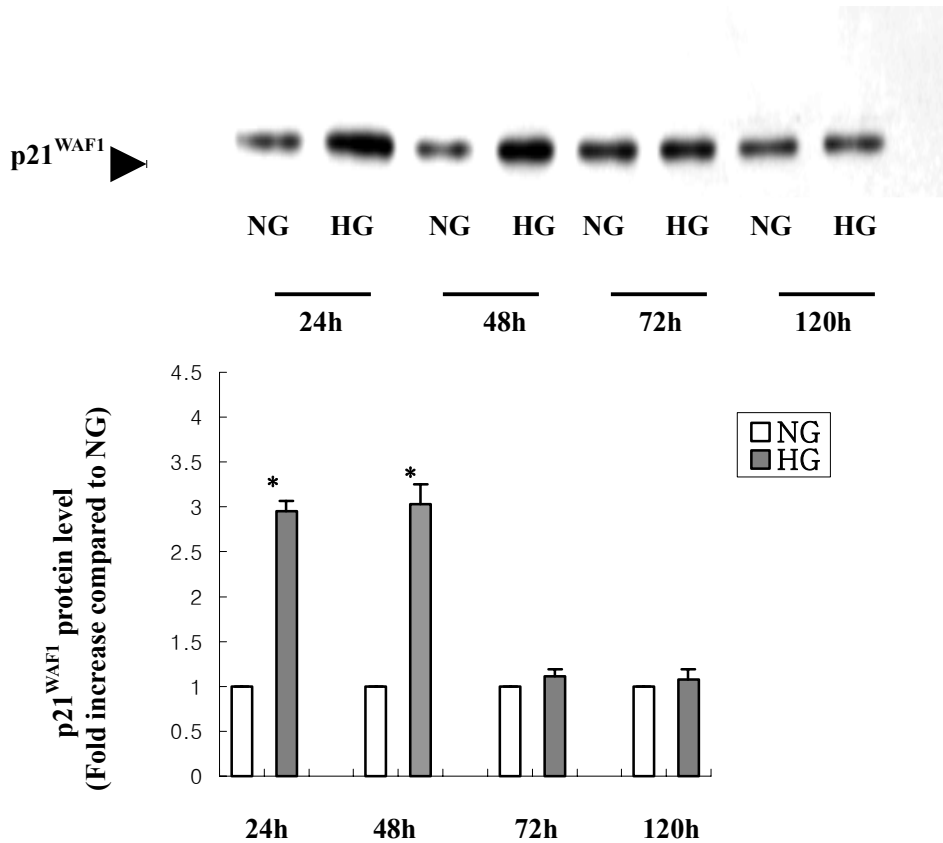 p21WAF1
NG HG NG HG NG HG NG HG
24h 48h 72h 120h
p21WAF1 protein level
(Fold increase compared to NG)
4.5
4
3.5
3
2.5
2
1.5
1
0.5
0
* *
NG
HG
24h 48h 72h 120h